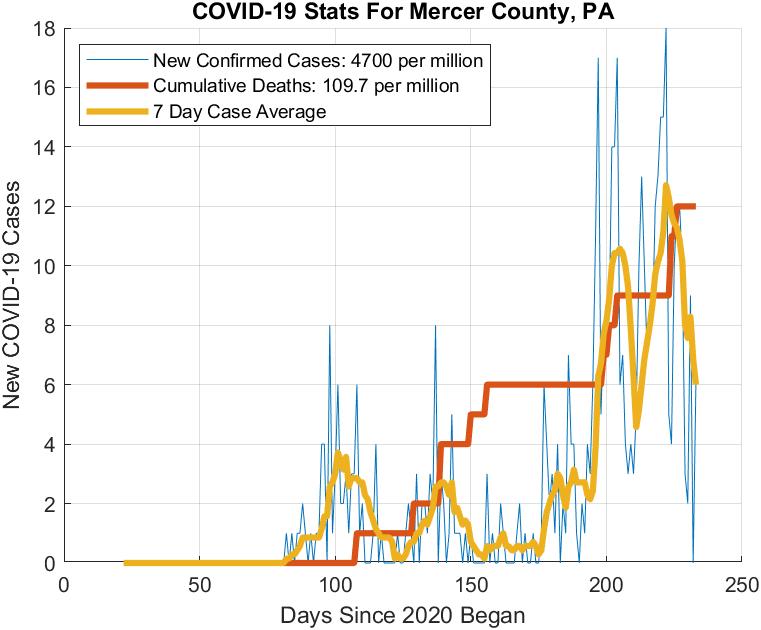 COVID-19 Stats For Mercer County, PA
New Confirmed Cases: 4700 per million
Cumulative Deaths: 109.7 per million
7 Day Case Average
New COVID-19 Cases
18
16
14
12
10
8
6
4
2
0
0 50 100 150 200 250
Days Since 2020 Began